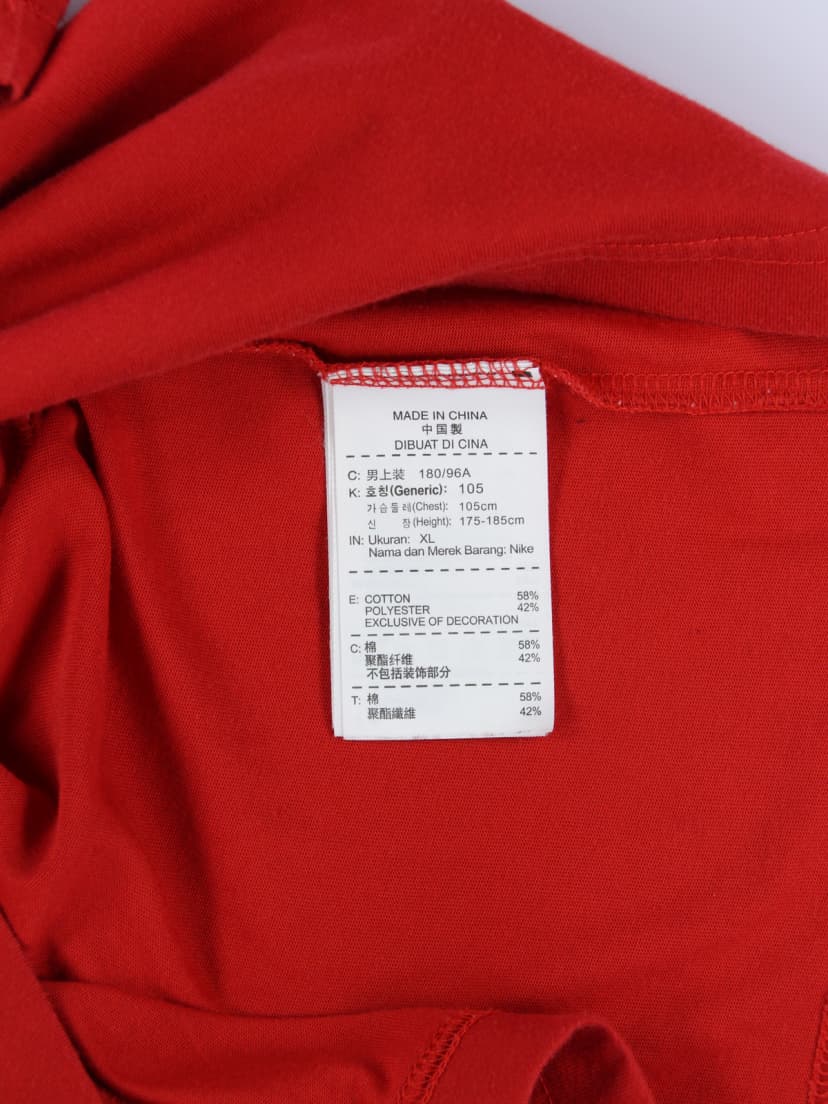 MADE IN CHINA
中国製
DIBUAT DI CINA
C: 男上装 180/96A
K: 호칭(Generic): 105
가슴둘레(Chest): 105cm
신 장(Height): 175-185cm
IN: Ukuran: XL
Nama dan Merek Barang: Nike
E: COTTON 58%
POLYESTER 42%
EXCLUSIVE OF DECORATION
C: 棉 58%
聚酯纤维 42%
不包括装饰部分
T: 棉 58%
聚酯纖維 42%